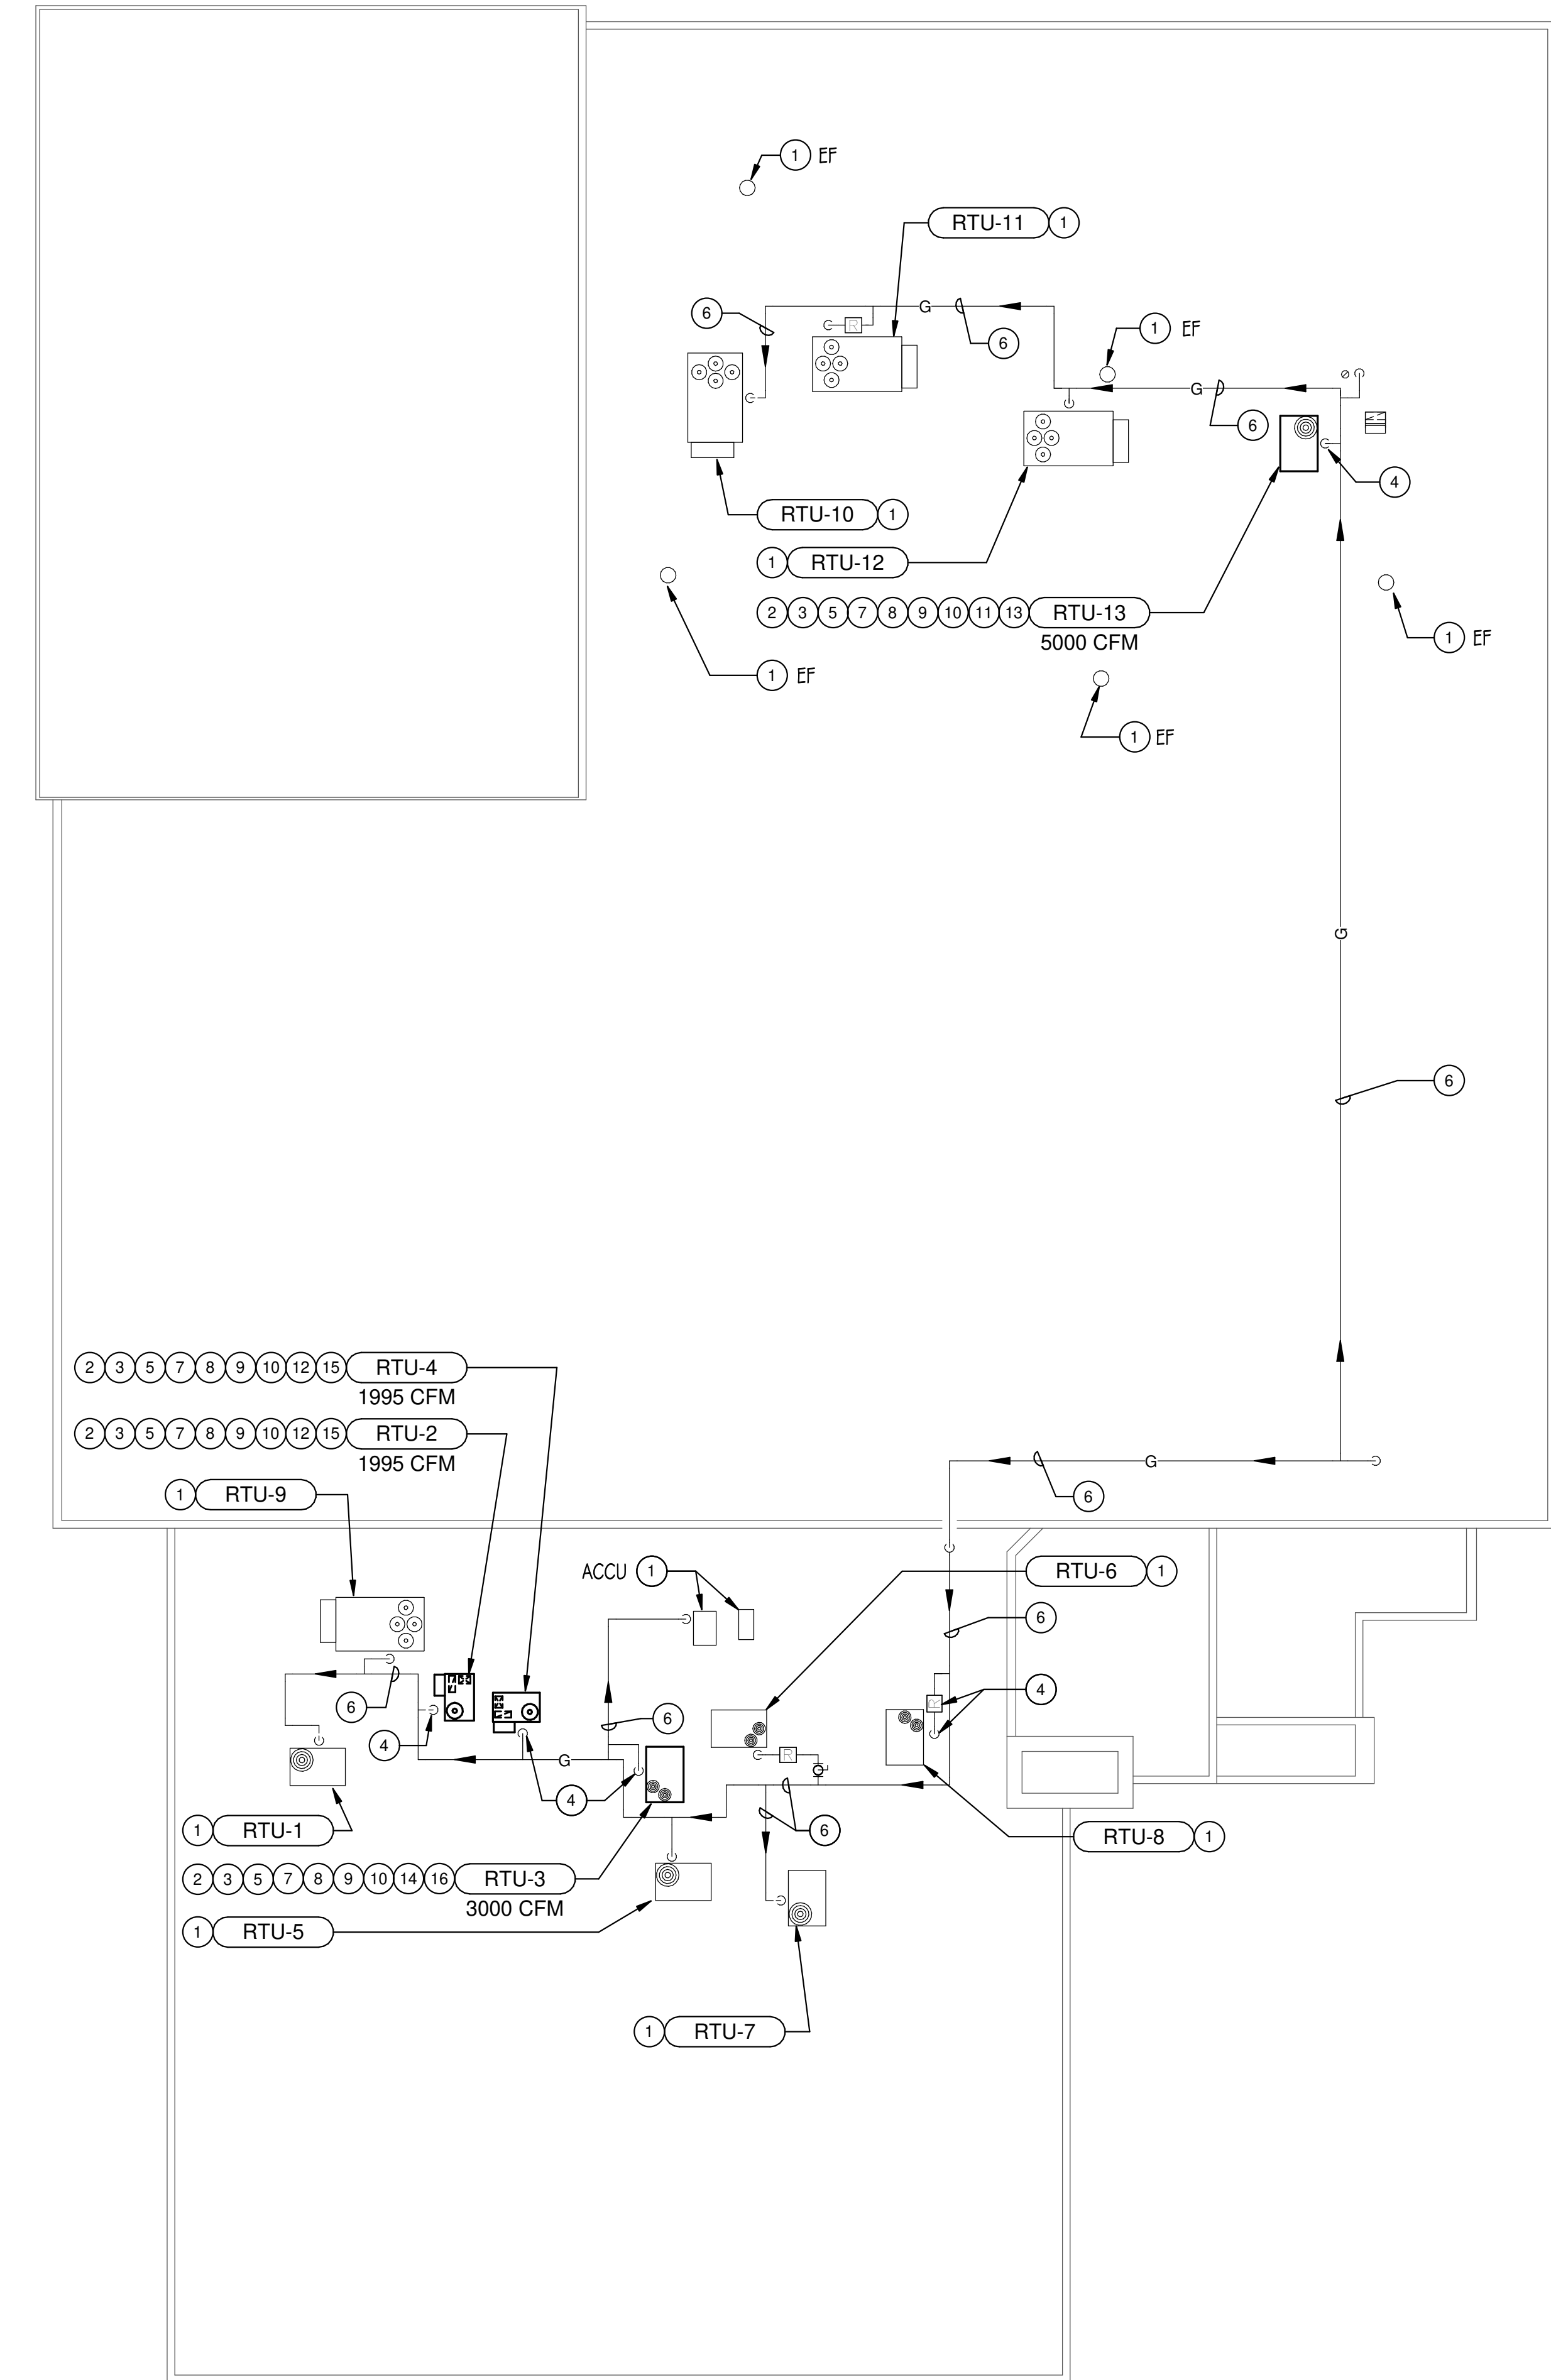 1 EF
RTU-11 1
6
G
6
1 EF
R
G
6
4
RTU-10 1
1 RTU-12
2 3 5 7 8 9 10 11 13 RTU-13
5000 CFM
1 EF
1 EF
1 EF
G
6
2 3 5 7 8 9 10 12 15 RTU-4
1995 CFM
2 3 5 7 8 9 10 12 15 RTU-2
1995 CFM
G
1 RTU-9
6
ACCU 1
RTU-6 1
6
4
R
6
6
4
G
R
4
1 RTU-1
6
RTU-8 1
2 3 5 7 8 9 10 14 16 RTU-3
3000 CFM
1 RTU-5
1 RTU-7